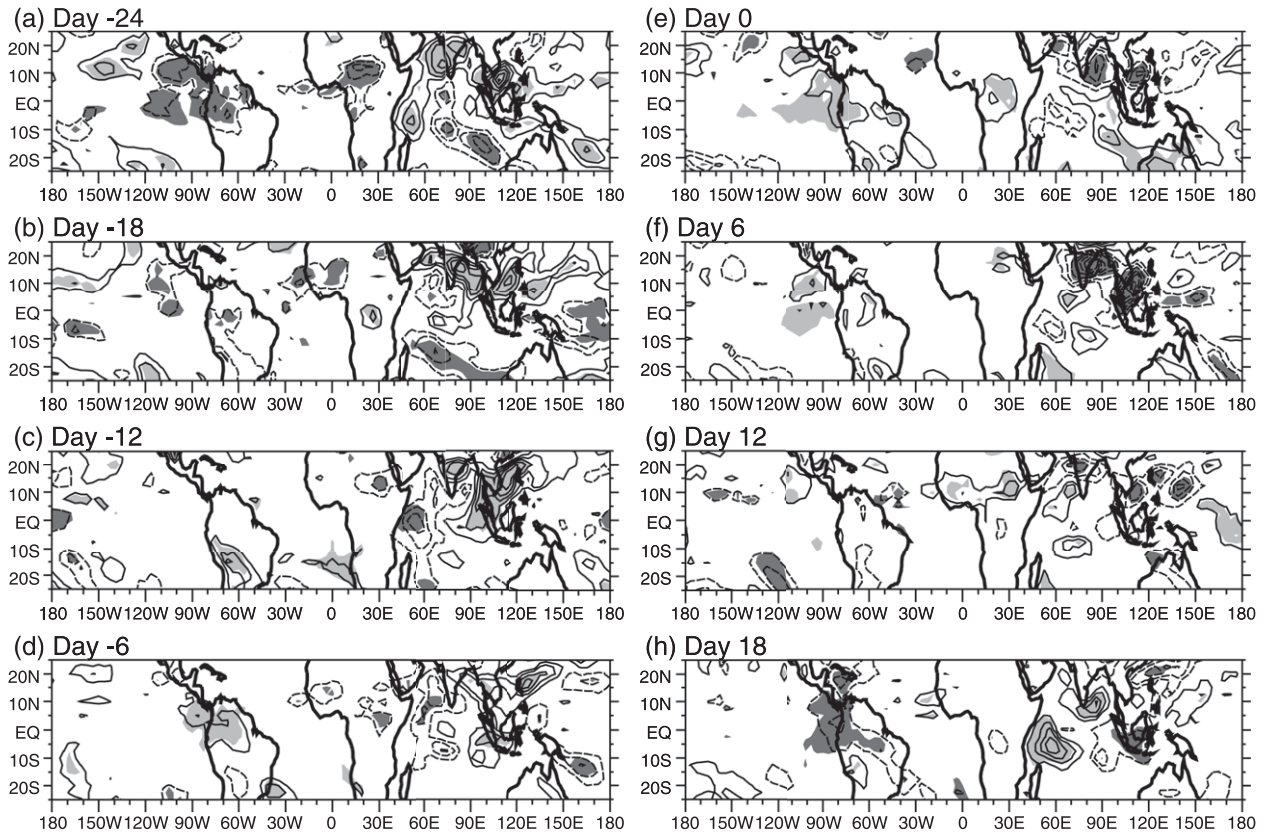 (a) Day -24
20N
10N
EQ
10S
20S
180 150W 120W 90W 60W 30W 0 30E 60E 90E 120E 150E 180
(b) Day -18
20N
10N
EQ
10S
20S
180 150W 120W 90W 60W 30W 0 30E 60E 90E 120E 150E 180
(c) Day -12
20N
10N
EQ
10S
20S
180 150W 120W 90W 60W 30W 0 30E 60E 90E 120E 150E 180
(d) Day -6
20N
10N
EQ
10S
20S
180 150W 120W 90W 60W 30W 0 30E 60E 90E 120E 150E 180
(e) Day 0
20N
10N
EQ
10S
20S
180 150W 120W 90W 60W 30W 0 30E 60E 90E 120E 150E 180
(f) Day 6
20N
10N
EQ
10S
20S
180 150W 120W 90W 60W 30W 0 30E 60E 90E 120E 150E 180
(g) Day 12
20N
10N
EQ
10S
20S
180 150W 120W 90W 60W 30W 0 30E 60E 90E 120E 150E 180
(h) Day 18
20N
10N
EQ
10S
20S
180 150W 120W 90W 60W 30W 0 30E 60E 90E 120E 150E 180